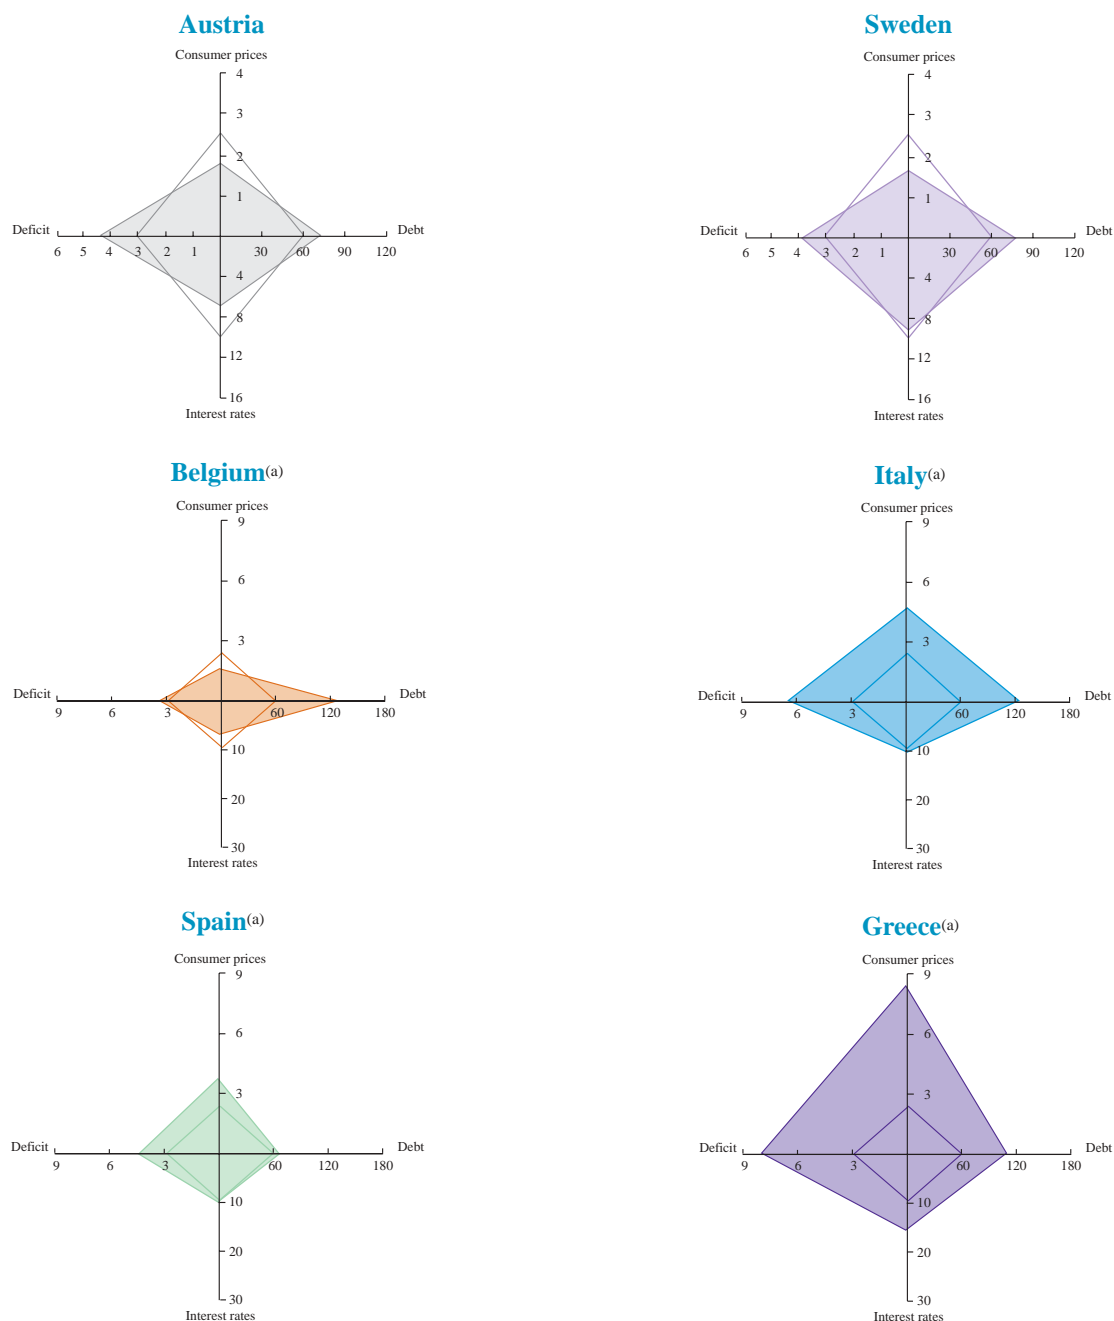 Austria
Consumer prices
4
3
2
1
Deficit
Debt
6 5 4 3 2 1 30 60 90 120
4
8
12
16
Interest rates
Sweden
Consumer prices
4
3
2
1
Deficit
Debt
6 5 4 3 2 1 30 60 90 120
4
8
12
16
Interest rates
Belgium(a)
Consumer prices
9
6
3
Deficit
Debt
9 6 3 60 120 180
10
20
30
Interest rates
Italy(a)
Consumer prices
9
6
3
Deficit
Debt
9 6 3 60 120 180
10
20
30
Interest rates
Spain(a)
Consumer prices
9
6
3
Deficit
Debt
9 6 3 60 120 180
10
20
30
Interest rates
Greece(a)
Consumer prices
9
6
3
Deficit
Debt
9 6 3 60 120 180
10
20
30
Interest rates